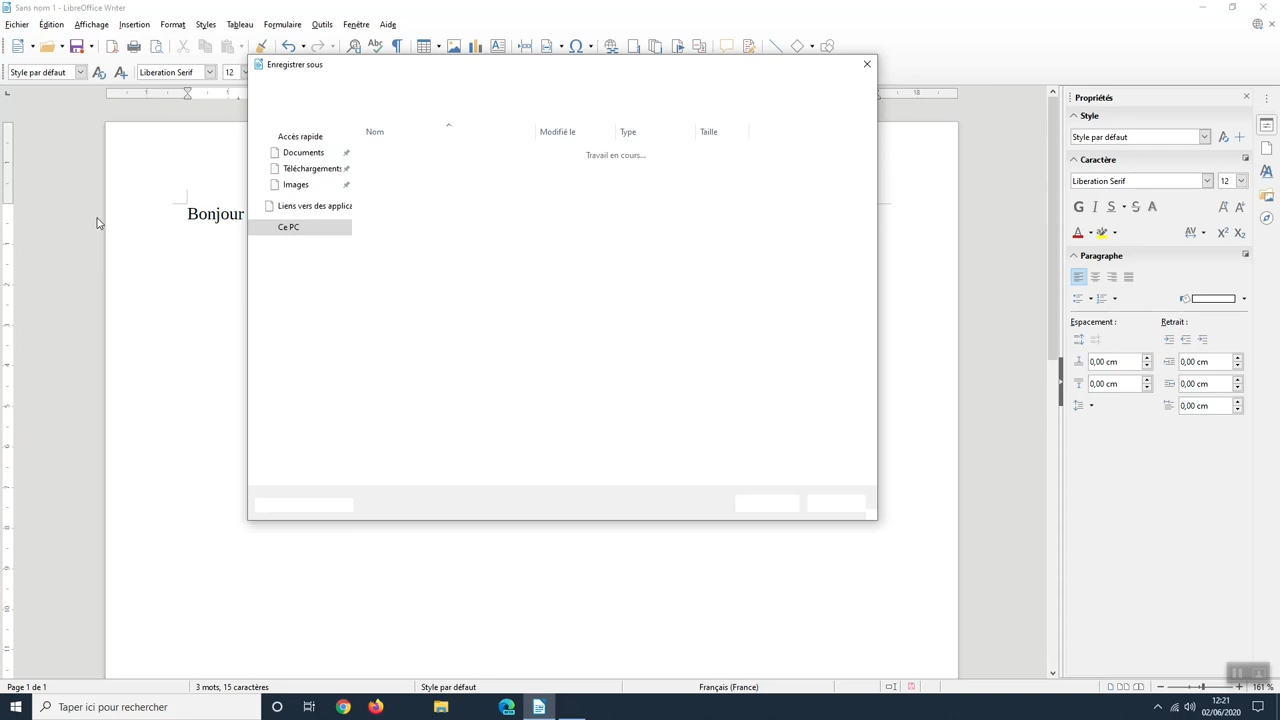 Sans nom 1 - LibreOffice Writer
Fichier Édition Affichage Insertion Format Styles Tableau Formulaire Outils Fenêtre Aide
Style par défaut Liberation Serif 12
Enregistrer sous
Accès rapide
Documents
Téléchargements
Images
Liens vers des applica
Ce PC
Nom Modifié le Type Taille
Travail en cours...
Bonjour
18
Propriétés
Style
Style par défaut
Caractère
Liberation Serif 12
Paragraphe
Espacement : Retrait :
0,00 cm 0,00 cm
0,00 cm 0,00 cm
0,00 cm
Page 1 de 1 3 mots, 15 caractères Style par défaut Français (France) 161 %
Taper ici pour rechercher
12:21
02/06/2020